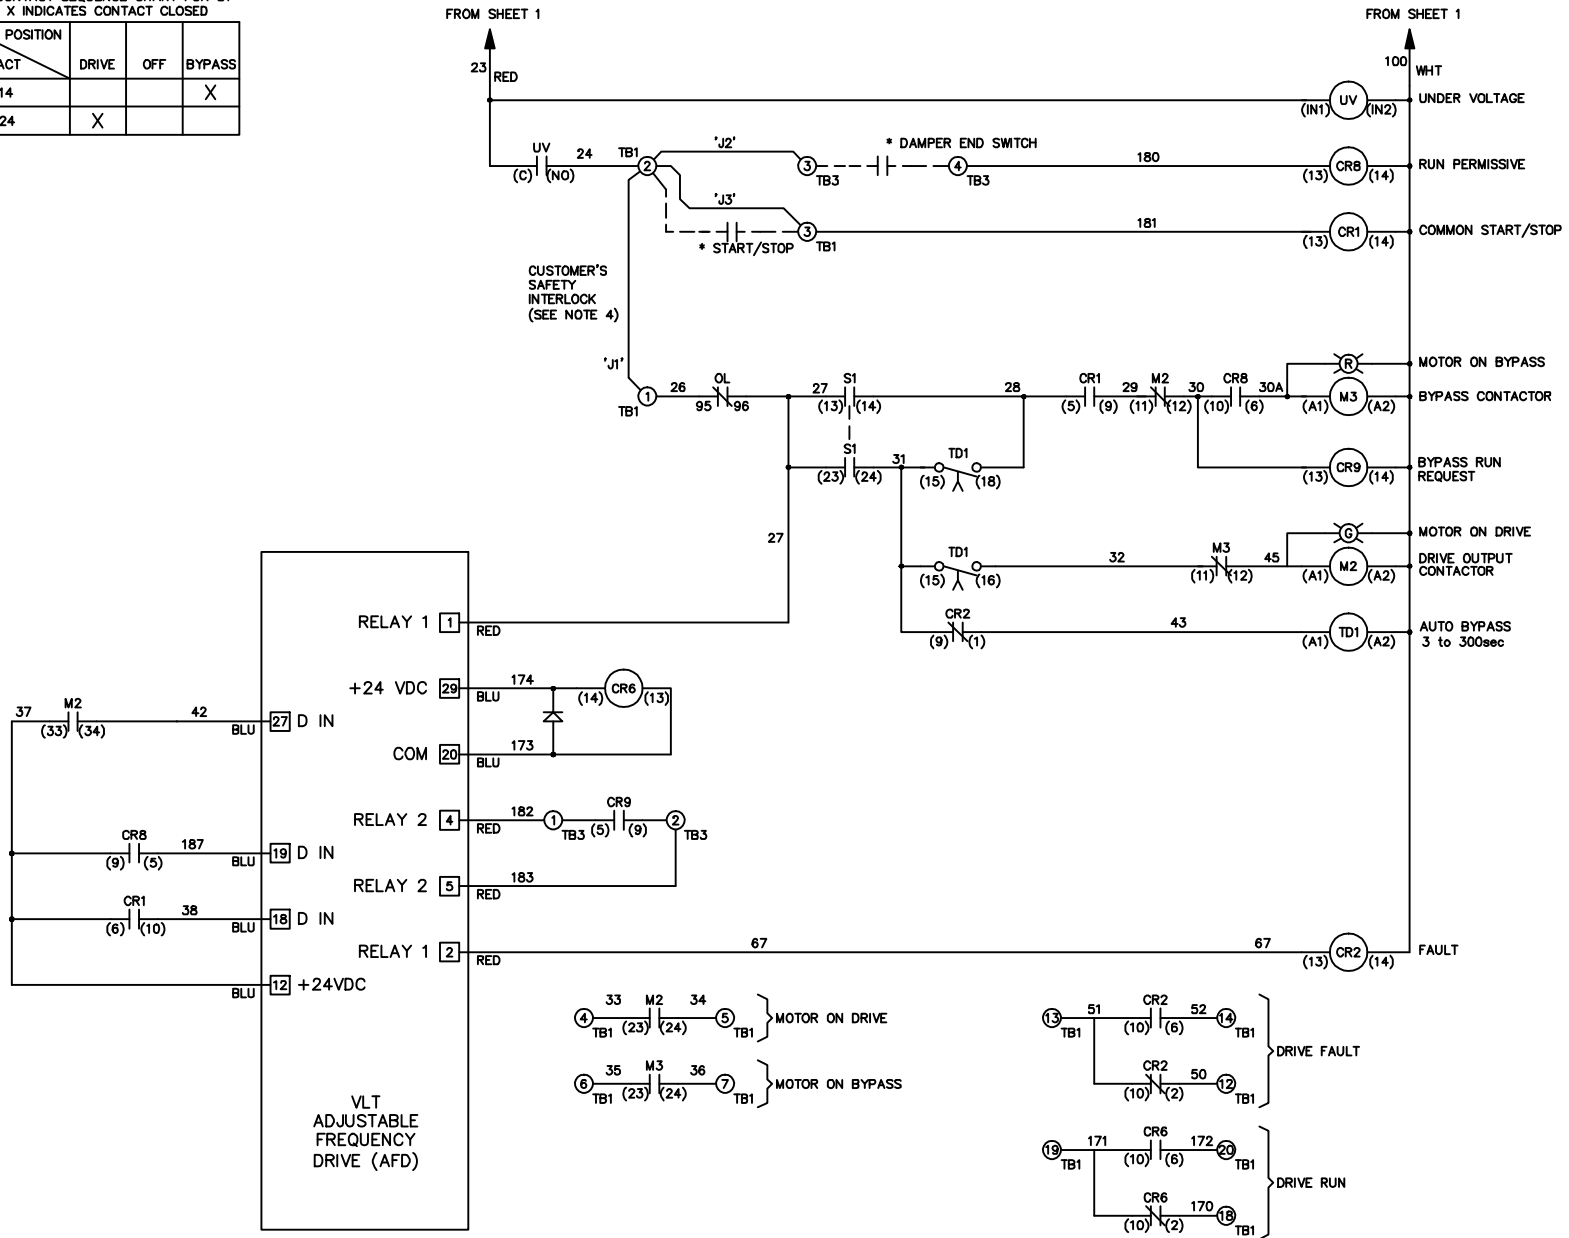 X INDICATES CONTACT CLOSED
POSITION
DRIVE
OFF
BYPASS
14
X
24
X
FROM SHEET 1
FROM SHEET 1
23
RED
100
WHT
(IN1)
UV
(IN2)
UNDER VOLTAGE
UV
24
(C)
(NO)
TB1
2
'J2'
3
TB3
* DAMPER END SWITCH
4
TB3
180
(13)
CR8
(14)
RUN PERMISSIVE
'J3'
* START/STOP
3
TB1
181
(13)
CR1
(14)
COMMON START/STOP
CUSTOMER'S
SAFETY
INTERLOCK
(SEE NOTE 4)
'J1'
1
TB1
26
OL
95
96
27
S1
(13)
(14)
28
CR1
(5)
(9)
29
M2
(11)
(12)
30
CR8
(10)
(6)
30A
R
MOTOR ON BYPASS
(A1)
M3
(A2)
BYPASS CONTACTOR
S1
(23)
(24)
31
TD1
(15)
(18)
(13)
CR9
(14)
BYPASS RUN
REQUEST
27
G
MOTOR ON DRIVE
TD1
(15)
(16)
32
M3
(11)
(12)
45
(A1)
M2
(A2)
DRIVE OUTPUT
CONTACTOR
CR2
(9)
(1)
43
(A1)
TD1
(A2)
AUTO BYPASS
3 to 300sec
RELAY 1
1
RED
+24 VDC
29
BLU
174
(14)
CR6
(13)
37
M2
(33)
(34)
42
BLU
27
D IN
COM
20
BLU
173
RELAY 2
4
RED
182
1
TB3
CR9
(5)
(9)
2
TB3
CR8
(9)
(5)
187
BLU
19
D IN
RELAY 2
5
RED
183
CR1
(6)
(10)
38
BLU
18
D IN
RELAY 1
2
RED
67
67
(13)
CR2
(14)
FAULT
BLU
12
+24VDC
4
TB1
33
M2
(23)
(24)
34
5
TB1
MOTOR ON DRIVE
6
TB1
35
M3
(23)
(24)
36
7
TB1
MOTOR ON BYPASS
13
TB1
51
CR2
(10)
(6)
52
14
TB1
CR2
(10)
(2)
50
12
TB1
DRIVE FAULT
19
TB1
171
CR6
(10)
(6)
172
20
TB1
CR6
(10)
(2)
170
18
TB1
DRIVE RUN
VLT
ADJUSTABLE
FREQUENCY
DRIVE (AFD)